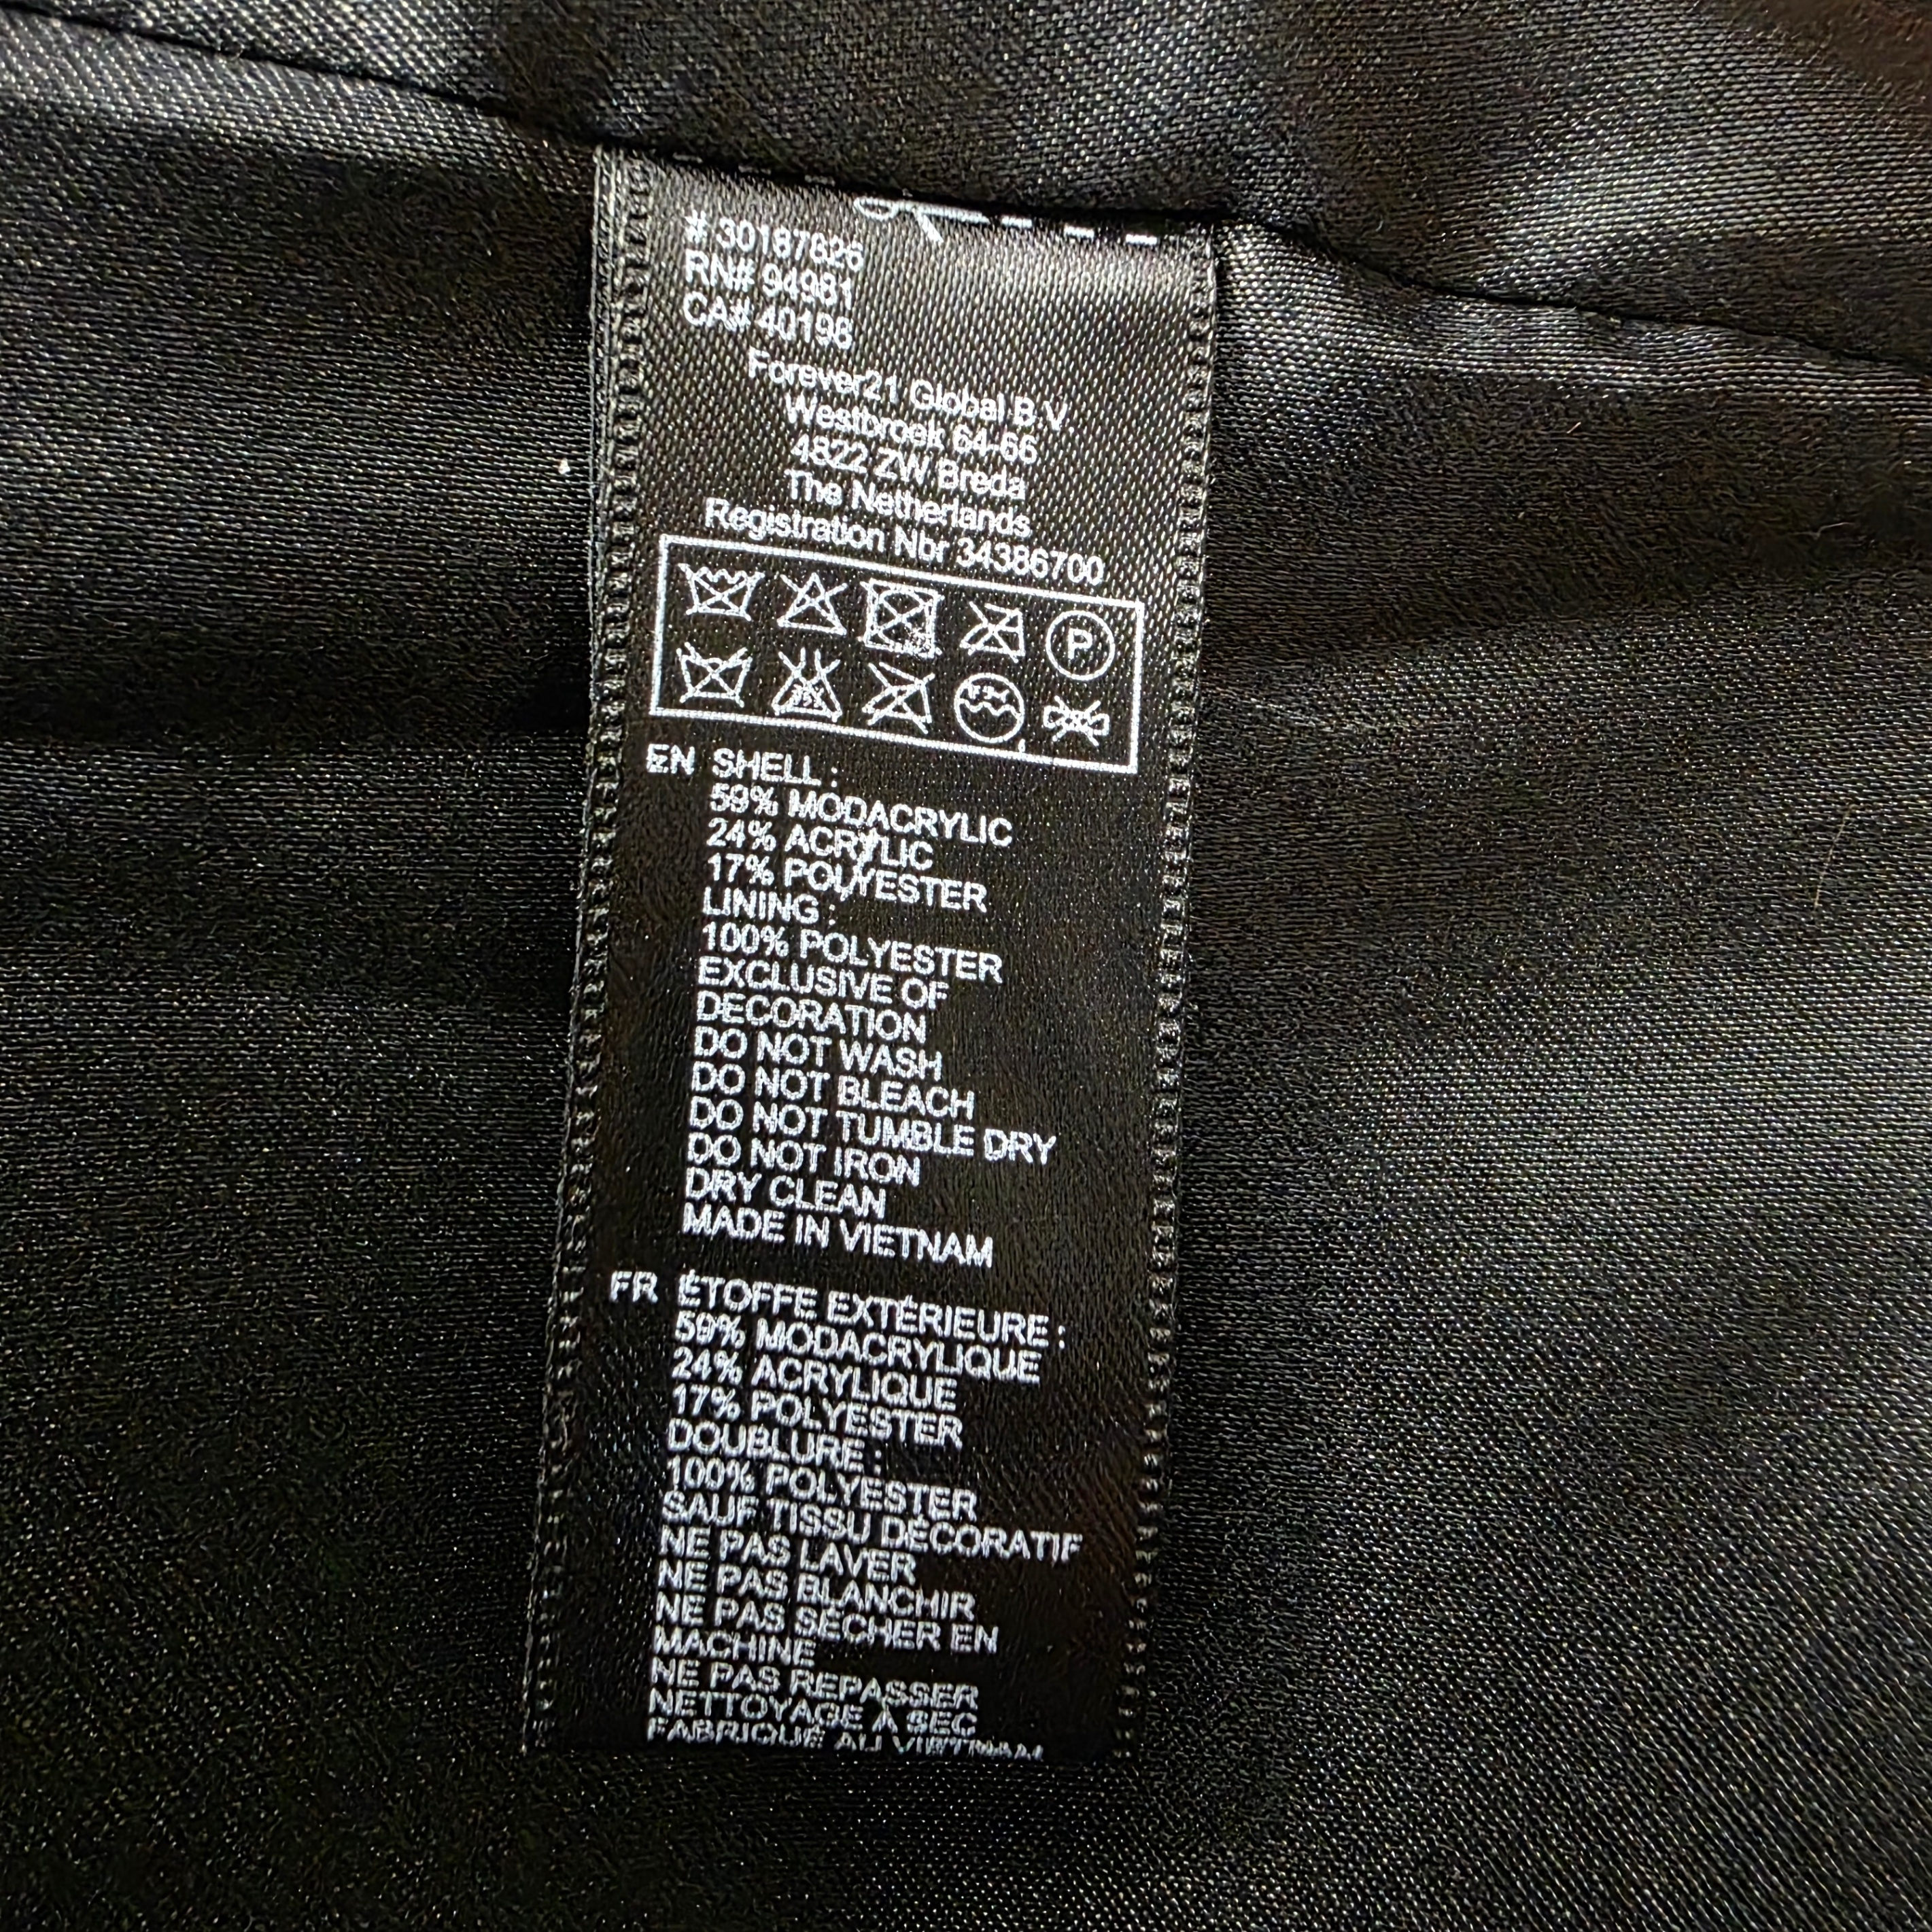 # 30187826
RN# 94981
CA# 40198
Forever21 Global B.V.
Westbroek 64-66
4822 ZW Breda
The Netherlands
Registration Nbr 34386700
P
EN SHELL :
59% MODACRYLIC
24% ACRYLIC
17% POLYESTER
LINING :
100% POLYESTER
EXCLUSIVE OF
DECORATION
DO NOT WASH
DO NOT BLEACH
DO NOT TUMBLE DRY
DO NOT IRON
DRY CLEAN
MADE IN VIETNAM
FR ÉTOFFE EXTÉRIEURE :
59% MODACRYLIQUE
24% ACRYLIQUE
17% POLYESTER
DOUBLURE :
100% POLYESTER
SAUF TISSU DÉCORATIF
NE PAS LAVER
NE PAS BLANCHIR
NE PAS SÉCHER EN
MACHINE
NE PAS REPASSER
NETTOYAGE À SEC
FABRIQUÉ AU VIETNAM